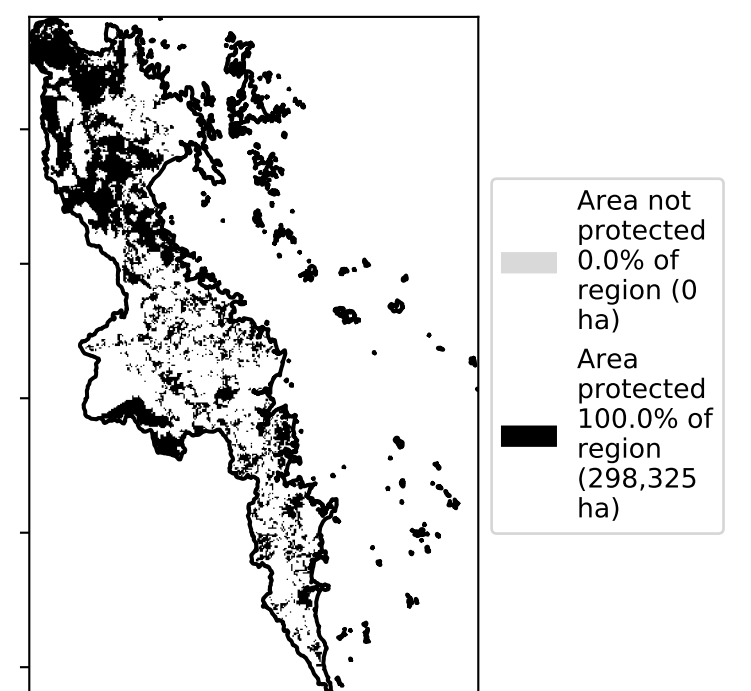 Area not
protected
0.0% of
region (0
ha)
Area
protected
100.0% of
region
(298,325
ha)